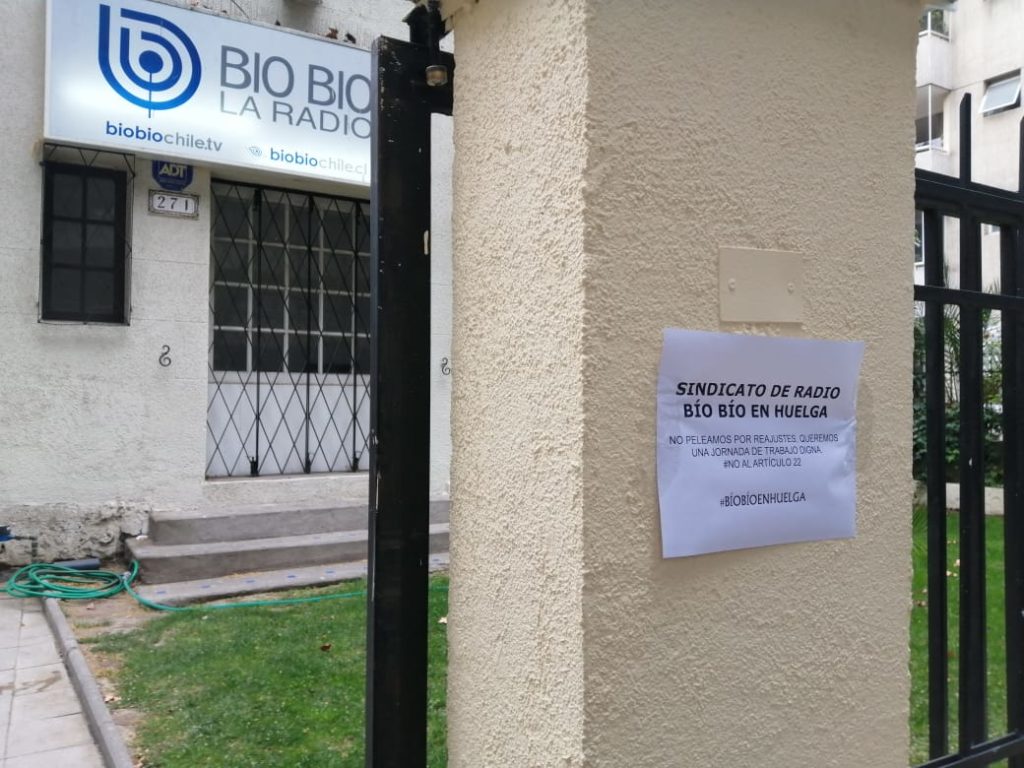 BIO BIO
LA RADIO
biobiochile.tv
biobiochile.cl
ADT
271
SINDICATO DE RADIO
BÍO BÍO EN HUELGA
NO PELEAMOS POR REAJUSTES, QUEREMOS
UNA JORNADA DE TRABAJO DIGNA.
#NO AL ARTÍCULO 22
#BÍOBÍOENHUELGA